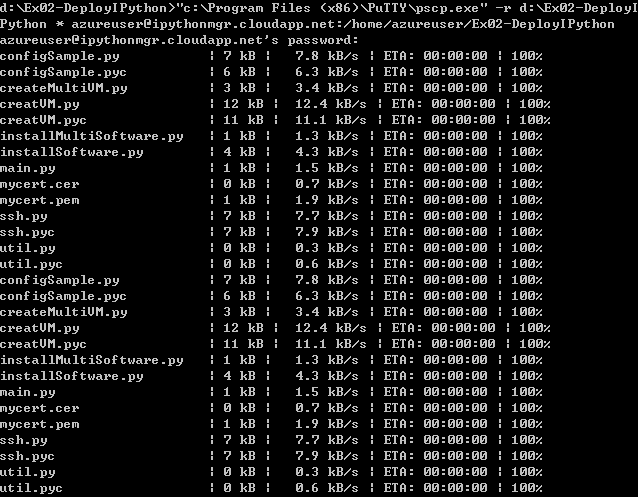 d:\Ex02-DeployIPython>"c:\Program Files (x86)\PuTTY\pscp.exe" -r d:\Ex02-DeployI
Python * azureuser@ipythonmgr.cloudapp.net:/home/azureuser/Ex02-DeployIPython
azureuser@ipythonmgr.cloudapp.net's password:
configSample.py | 7 kB | 7.8 kB/s | ETA: 00:00:00 | 100%
configSample.pyc | 6 kB | 6.3 kB/s | ETA: 00:00:00 | 100%
createMultiVM.py | 3 kB | 3.4 kB/s | ETA: 00:00:00 | 100%
creatVM.py | 12 kB | 12.4 kB/s | ETA: 00:00:00 | 100%
creatVM.pyc | 11 kB | 11.1 kB/s | ETA: 00:00:00 | 100%
installMultiSoftware.py | 1 kB | 1.3 kB/s | ETA: 00:00:00 | 100%
installSoftware.py | 4 kB | 4.3 kB/s | ETA: 00:00:00 | 100%
main.py | 1 kB | 1.5 kB/s | ETA: 00:00:00 | 100%
mycert.cer | 0 kB | 0.7 kB/s | ETA: 00:00:00 | 100%
mycert.pem | 1 kB | 1.9 kB/s | ETA: 00:00:00 | 100%
ssh.py | 7 kB | 7.7 kB/s | ETA: 00:00:00 | 100%
ssh.pyc | 7 kB | 7.9 kB/s | ETA: 00:00:00 | 100%
util.py | 0 kB | 0.3 kB/s | ETA: 00:00:00 | 100%
util.pyc | 0 kB | 0.6 kB/s | ETA: 00:00:00 | 100%
configSample.py | 7 kB | 7.8 kB/s | ETA: 00:00:00 | 100%
configSample.pyc | 6 kB | 6.3 kB/s | ETA: 00:00:00 | 100%
createMultiVM.py | 3 kB | 3.4 kB/s | ETA: 00:00:00 | 100%
creatVM.py | 12 kB | 12.4 kB/s | ETA: 00:00:00 | 100%
creatVM.pyc | 11 kB | 11.1 kB/s | ETA: 00:00:00 | 100%
installMultiSoftware.py | 1 kB | 1.3 kB/s | ETA: 00:00:00 | 100%
installSoftware.py | 4 kB | 4.3 kB/s | ETA: 00:00:00 | 100%
main.py | 1 kB | 1.5 kB/s | ETA: 00:00:00 | 100%
mycert.cer | 0 kB | 0.7 kB/s | ETA: 00:00:00 | 100%
mycert.pem | 1 kB | 1.9 kB/s | ETA: 00:00:00 | 100%
ssh.py | 7 kB | 7.7 kB/s | ETA: 00:00:00 | 100%
ssh.pyc | 7 kB | 7.9 kB/s | ETA: 00:00:00 | 100%
util.py | 0 kB | 0.3 kB/s | ETA: 00:00:00 | 100%
util.pyc | 0 kB | 0.6 kB/s | ETA: 00:00:00 | 100%